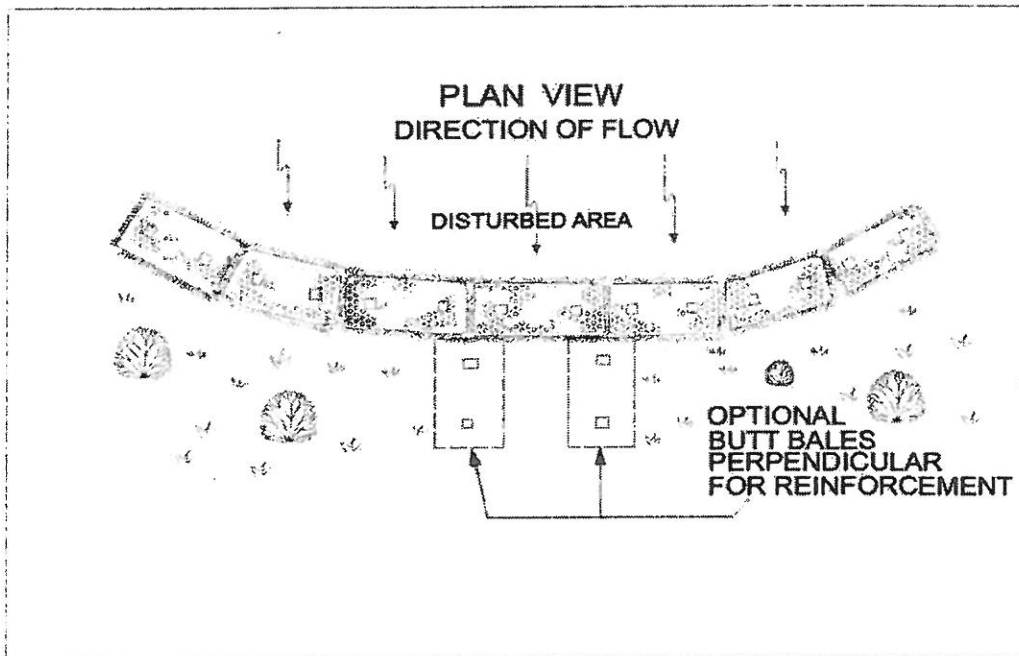 PLAN VIEW
DIRECTION OF FLOW
DISTURBED AREA
OPTIONAL
BUTT BALES
PERPENDICULAR
FOR REINFORCEMENT